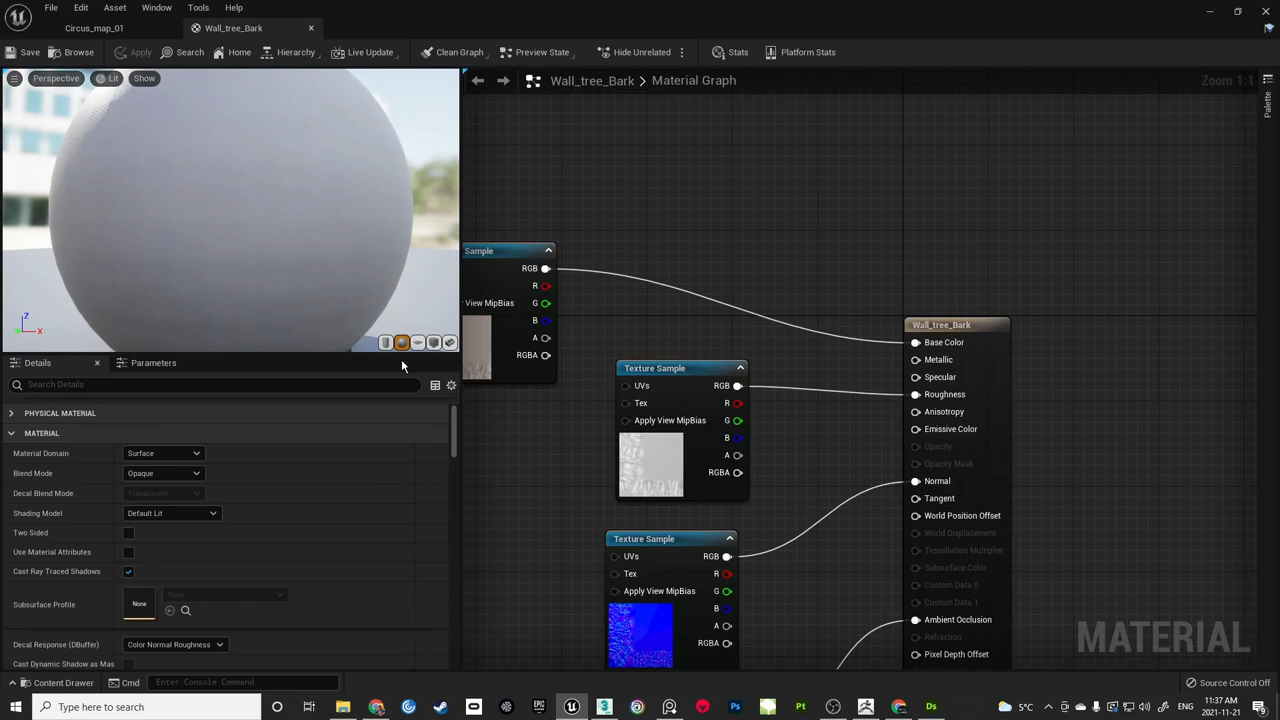 File Edit Asset Window Tools Help
Circus_map_01 Wall_tree_Bark
Save Browse Apply Search Home Hierarchy Live Update Clean Graph Preview State Hide Unrelated Stats Platform Stats
Perspective Lit Show
Wall_tree_Bark Material Graph Zoom 1:1
Palette
Z
X
Sample
RGB
R
View MipBias G
B
A
RGBA
Texture Sample
UVs RGB
Tex R
Apply View MipBias G
B
A
RGBA
Texture Sample
UVs RGB
Tex R
Apply View MipBias G
B
A
RGBA
Wall_tree_Bark
Base Color
Metallic
Specular
Roughness
Anisotropy
Emissive Color
Opacity
Opacity Mask
Normal
Tangent
World Position Offset
World Displacement
Tessellation Multiplier
Subsurface Color
Custom Data 0
Custom Data 1
Ambient Occlusion
Refraction
Pixel Depth Offset
MATERIAL
Details Parameters
Search Details
PHYSICAL MATERIAL
MATERIAL
Material Domain Surface
Blend Mode Opaque
Decal Blend Mode Translucent
Shading Model Default Lit
Two Sided
Use Material Attributes
Cast Ray Traced Shadows
Subsurface Profile None None
Decal Response (DBuffer) Color Normal Roughness
Cast Dynamic Shadow as Mas
Content Drawer Cmd Enter Console Command Source Control Off
Type here to search Ps Pt Ds 5°C 11:37 AM
2021-11-21